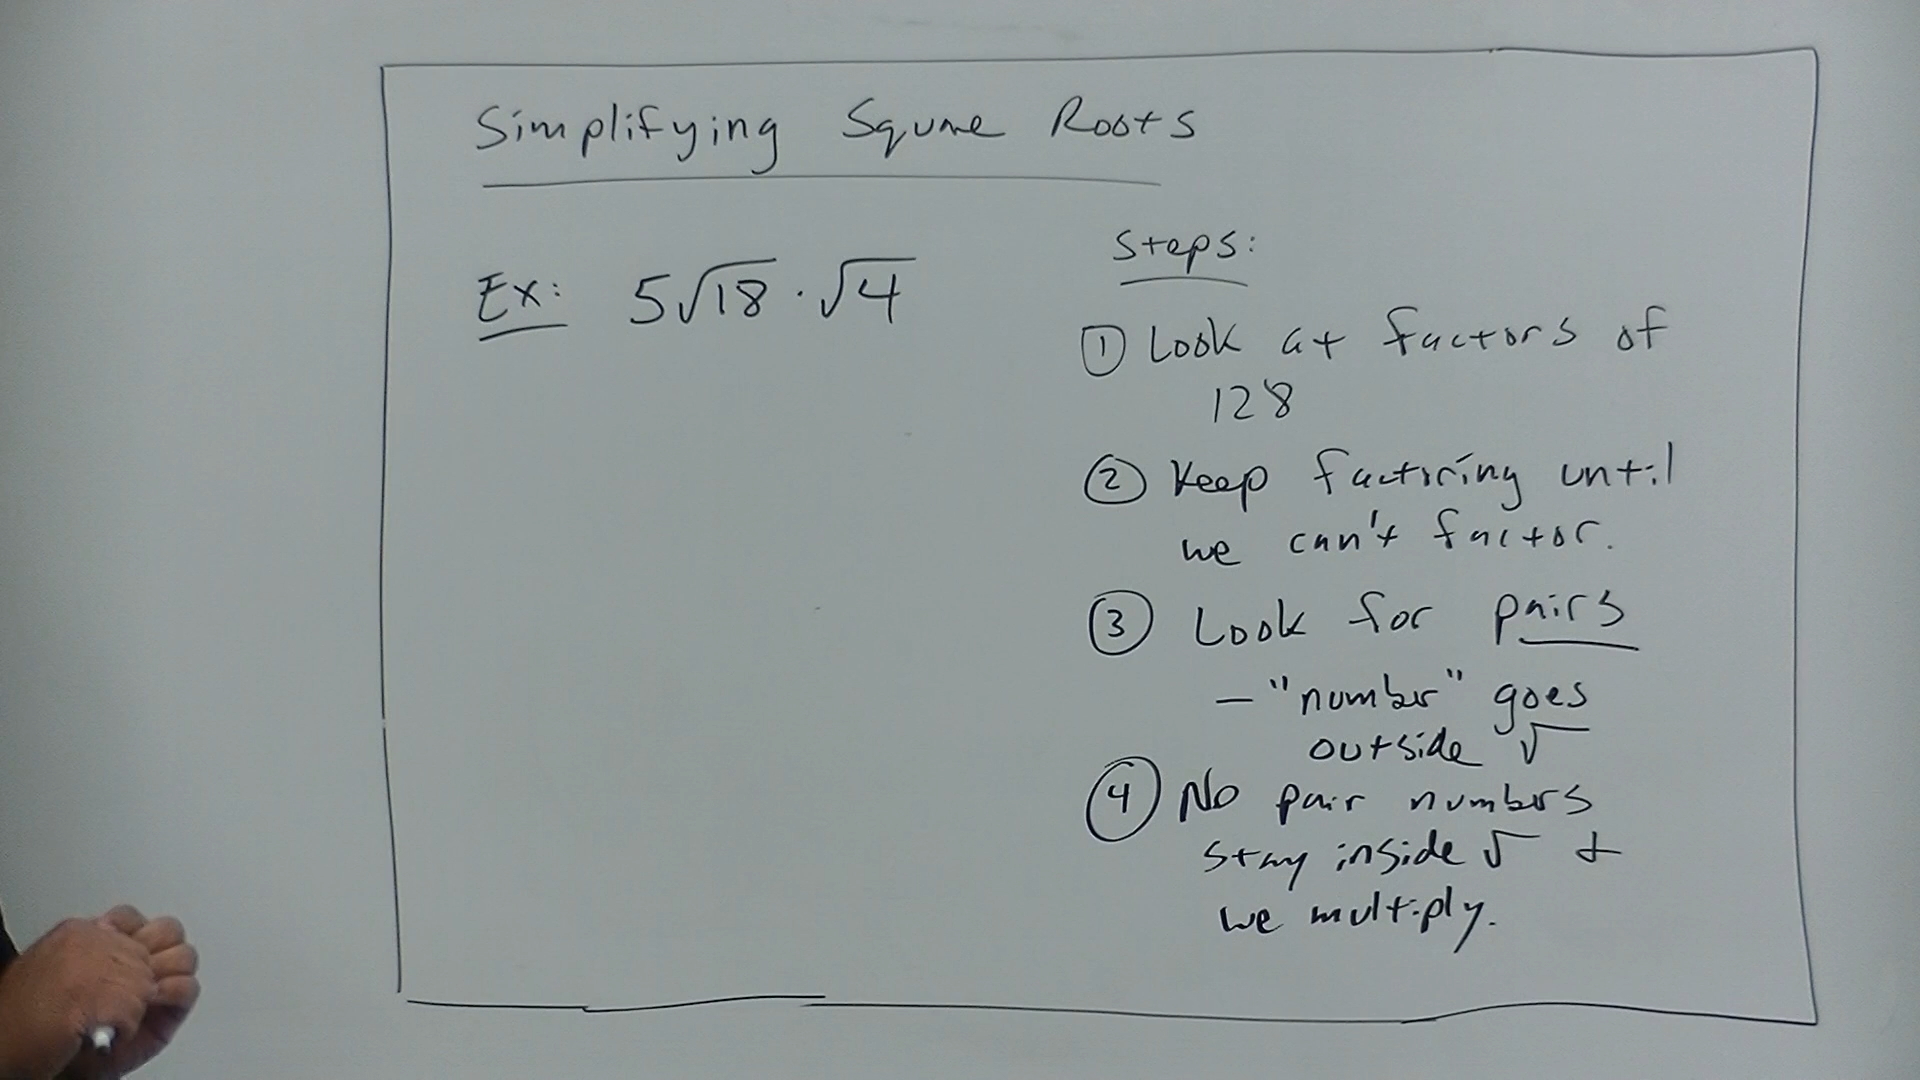 Simplifying Square Roots
Ex: 5√18 · √4
Steps:
① Look at factors of
128
② Keep factoring until
we can't factor.
③ Look for pairs
— "number" goes
outside √
④ No pair numbers
stay inside √ +
we multiply.